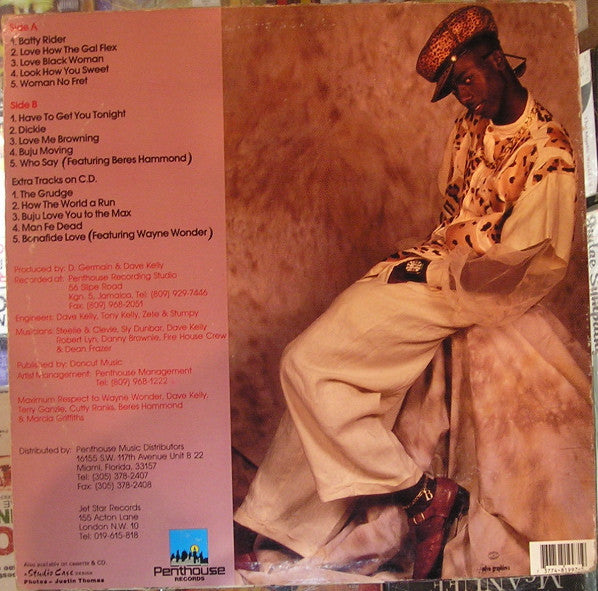 Side A
1. Batty Rider
2. Love How The Gal Flex
3. Love Black Woman
4. Look How You Sweet
5. Woman No Fret
Side B
1. Have To Get You Tonight
2. Dickie
3. Love Me Browning
4. Buju Moving
5. Who Say (Featuring Beres Hammond)
Extra Tracks on C.D.
1. The Grudge
2. How The World a Run
3. Buju Love You to the Max
4. Man Fe Dead
5. Bonafide Love (Featuring Wayne Wonder)
Produced by: D. Germain & Dave Kelly
Recorded at: Penthouse Recording Studio
56 Slipe Road
Kgn. 5, Jamaica, Tel: (809) 929-7446
Fax: (809) 968-2051
Engineers: Dave Kelly, Tony Kelly, Zele & Stumpy
Musicians: Steelie & Clevie, Sly Dunbar, Dave Kelly
Robert Lyn, Danny Brownie, Fire House Crew
& Dean Frazer
Published by: Doncut Music
Artist Management: Penthouse Management
Tel: (809) 968-1222
Maximum Respect to Wayne Wonder, Dave Kelly,
Terry Ganzie, Cutty Ranks, Beres Hammond
& Marcia Griffiths
Distributed by: Penthouse Music Distributors
16155 S.W. 117th Avenue Unit B 22
Miami, Florida, 33157
Tel: (305) 378-2407
Fax: (305) 378-2408
Jet Star Records
155 Acton Lane
London N.W. 10
Tel: 019-615-818
Also available on cassette & CD
Studio Case
Photos - Justin Thomas
Penthouse
RECORDS